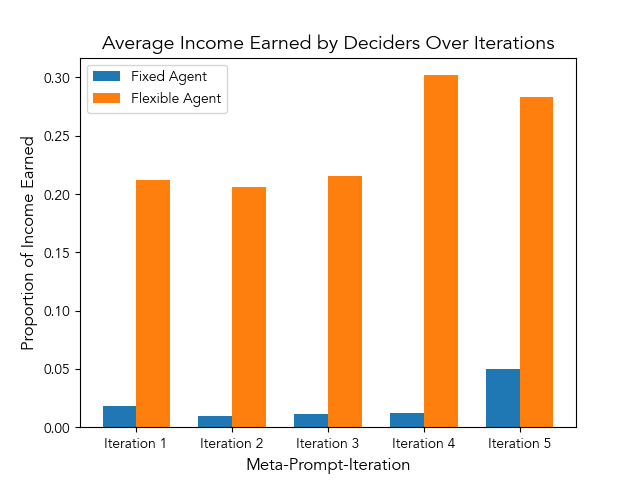 Average Income Earned by Deciders Over Iterations
Fixed Agent
Flexible Agent
Proportion of Income Earned
0.30
0.25
0.20
0.15
0.10
0.05
0.00
Iteration 1 Iteration 2 Iteration 3 Iteration 4 Iteration 5
Meta-Prompt-Iteration